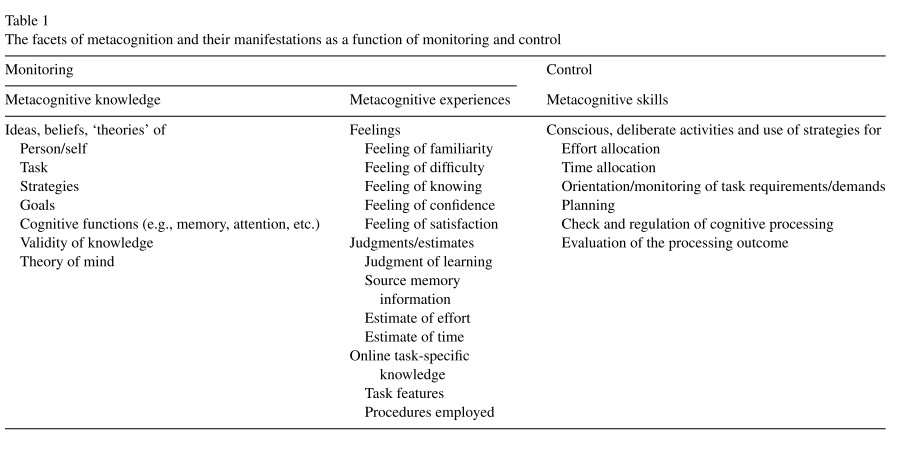 Table 1
The facets of metacognition and their manifestations as a function of monitoring and control
Monitoring
Control
Metacognitive knowledge
Metacognitive experiences
Metacognitive skills
Ideas, beliefs, ‘theories’ of
Person/self
Task
Strategies
Goals
Cognitive functions (e.g., memory, attention, etc.)
Validity of knowledge
Theory of mind
Feelings
Feeling of familiarity
Feeling of difficulty
Feeling of knowing
Feeling of confidence
Feeling of satisfaction
Judgments/estimates
Judgment of learning
Source memory
information
Estimate of effort
Estimate of time
Online task-specific
knowledge
Task features
Procedures employed
Conscious, deliberate activities and use of strategies for
Effort allocation
Time allocation
Orientation/monitoring of task requirements/demands
Planning
Check and regulation of cognitive processing
Evaluation of the processing outcome